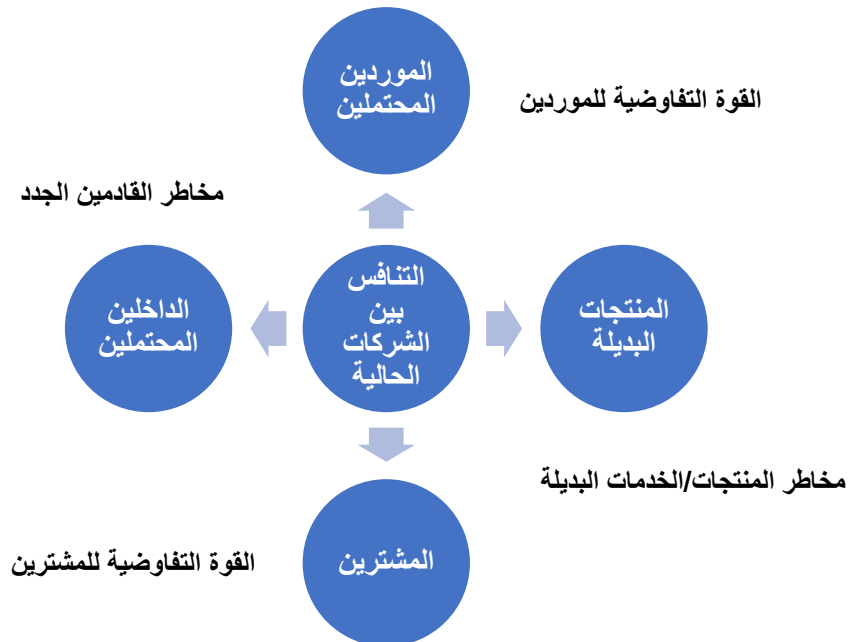 الموردين
المحتملين
القوة التفاوضية للموردين
مخاطر القادمين الجدد
المنتجات
البديلة
التنافس
بين
الشركات
الحالية
الداخلين
المحتملين
مخاطر المنتجات/الخدمات البديلة
المشترين
القوة التفاوضية للمشترين